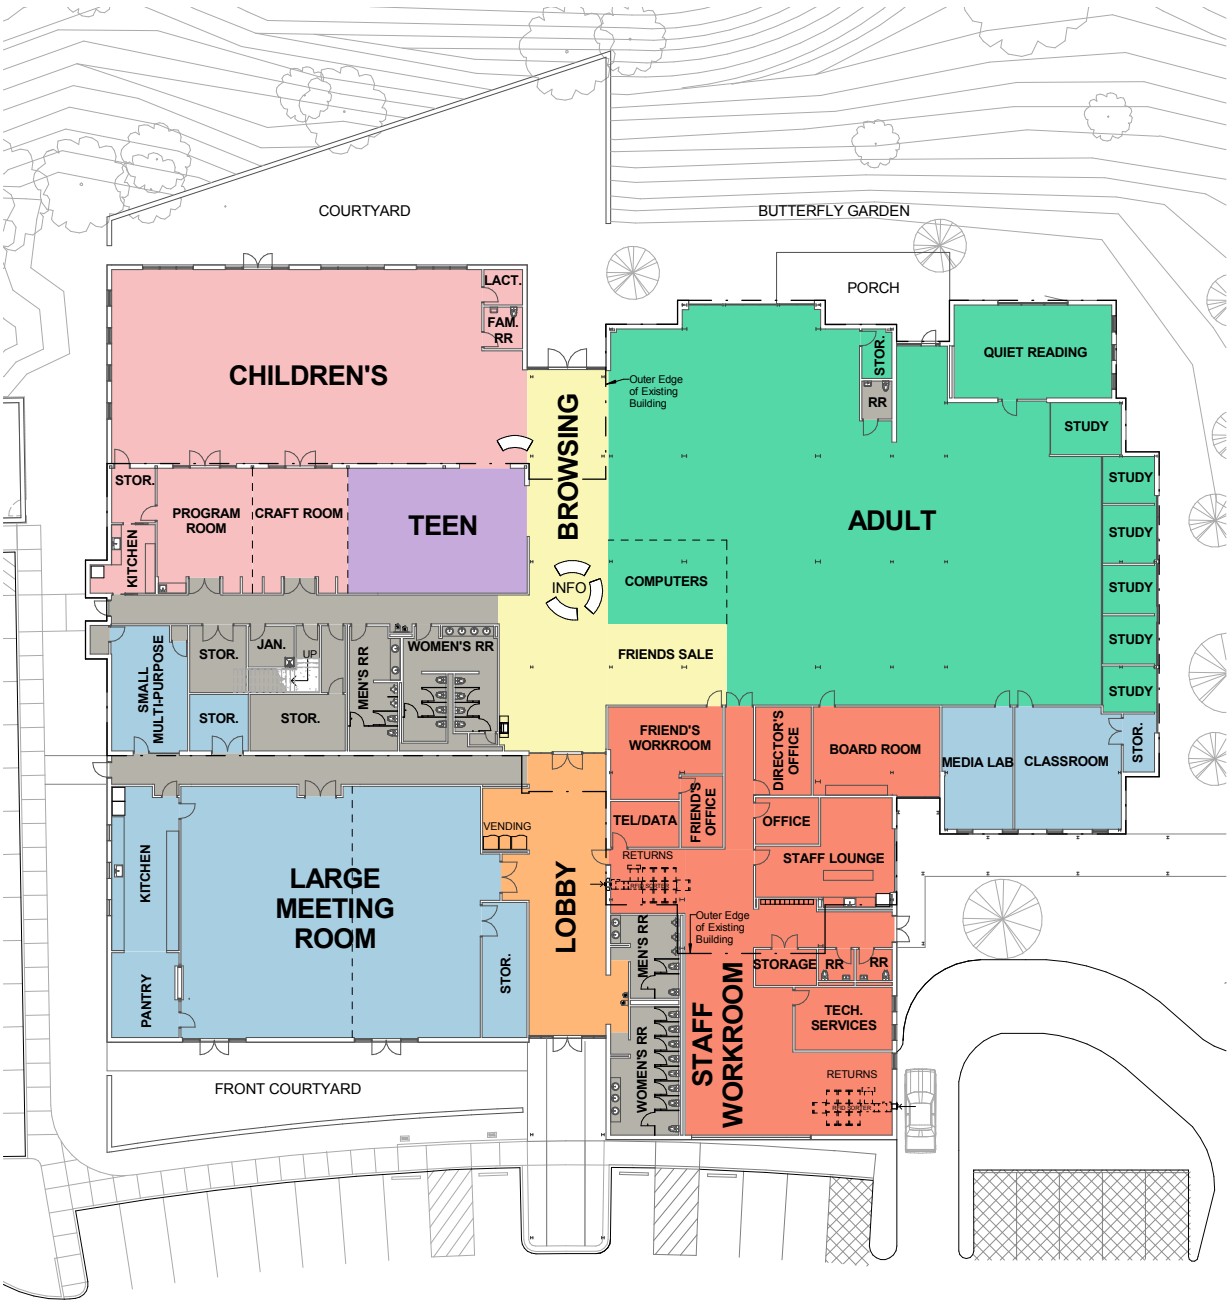 COURTYARD
BUTTERFLY GARDEN
PORCH
LACT.
FAM.
RR
CHILDREN'S
Outer Edge
of Existing
Building
BROWSING
STOR.
RR
QUIET READING
STUDY
STUDY
STUDY
STUDY
STUDY
STUDY
STOR.
PROGRAM
ROOM
CRAFT ROOM
TEEN
KITCHEN
ADULT
COMPUTERS
INFO
FRIENDS SALE
SMALL
MULTI-PURPOSE
STOR.
JAN.
UP
MEN'S RR
WOMEN'S RR
STOR.
STOR.
FRIEND'S
WORKROOM
DIRECTOR'S
OFFICE
BOARD ROOM
MEDIA LAB
CLASSROOM
STOR.
FRIEND'S
OFFICE
TEL/DATA
OFFICE
STAFF LOUNGE
VENDING
RETURNS
RFID SORTER
KITCHEN
LARGE
MEETING
ROOM
LOBBY
STOR.
PANTRY
Outer Edge
of Existing
Building
MEN'S RR
STORAGE
RR
RR
STAFF
WORKROOM
TECH.
SERVICES
WOMEN'S RR
RETURNS
RFID SORTER
FRONT COURTYARD